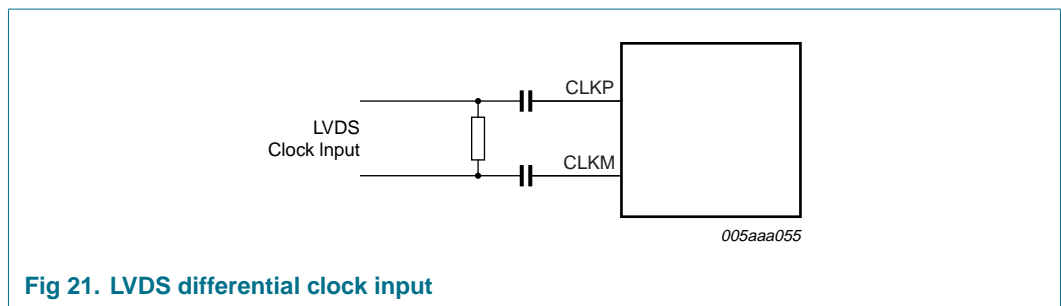 CLKP
LVDS
Clock Input
CLKM
005aaa055
Fig 21. LVDS differential clock input